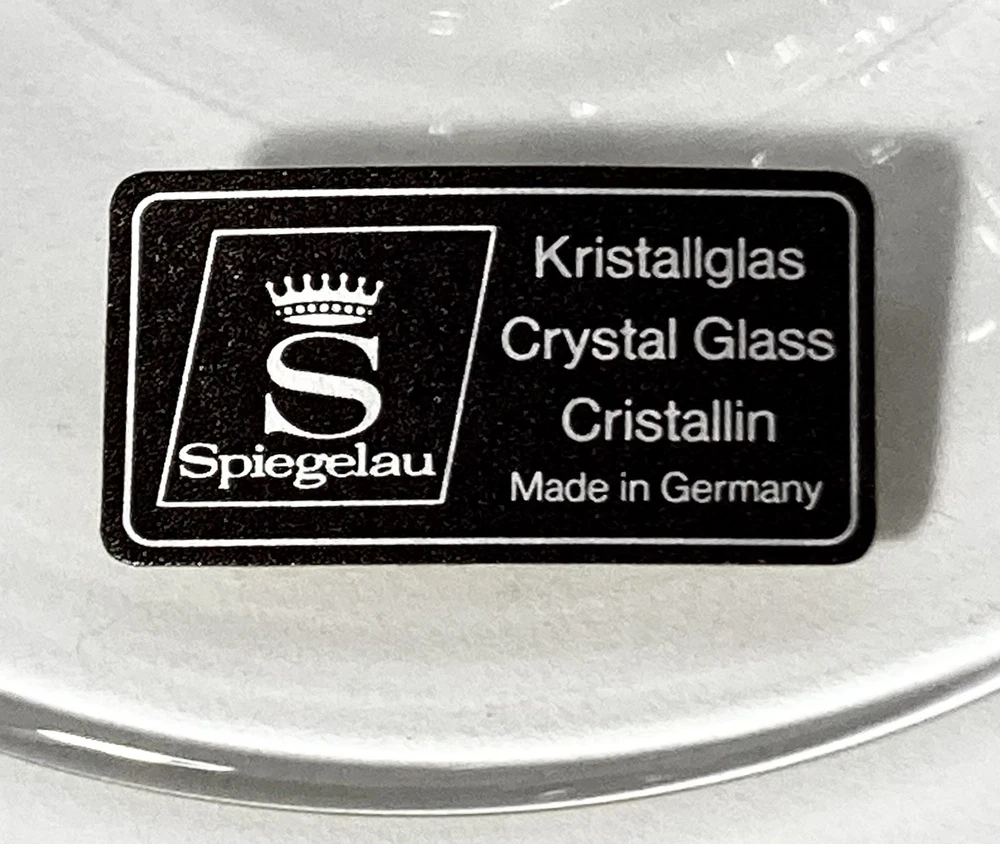 S
Spiegelau
Kristallglas
Crystal Glass
Cristallin
Made in Germany